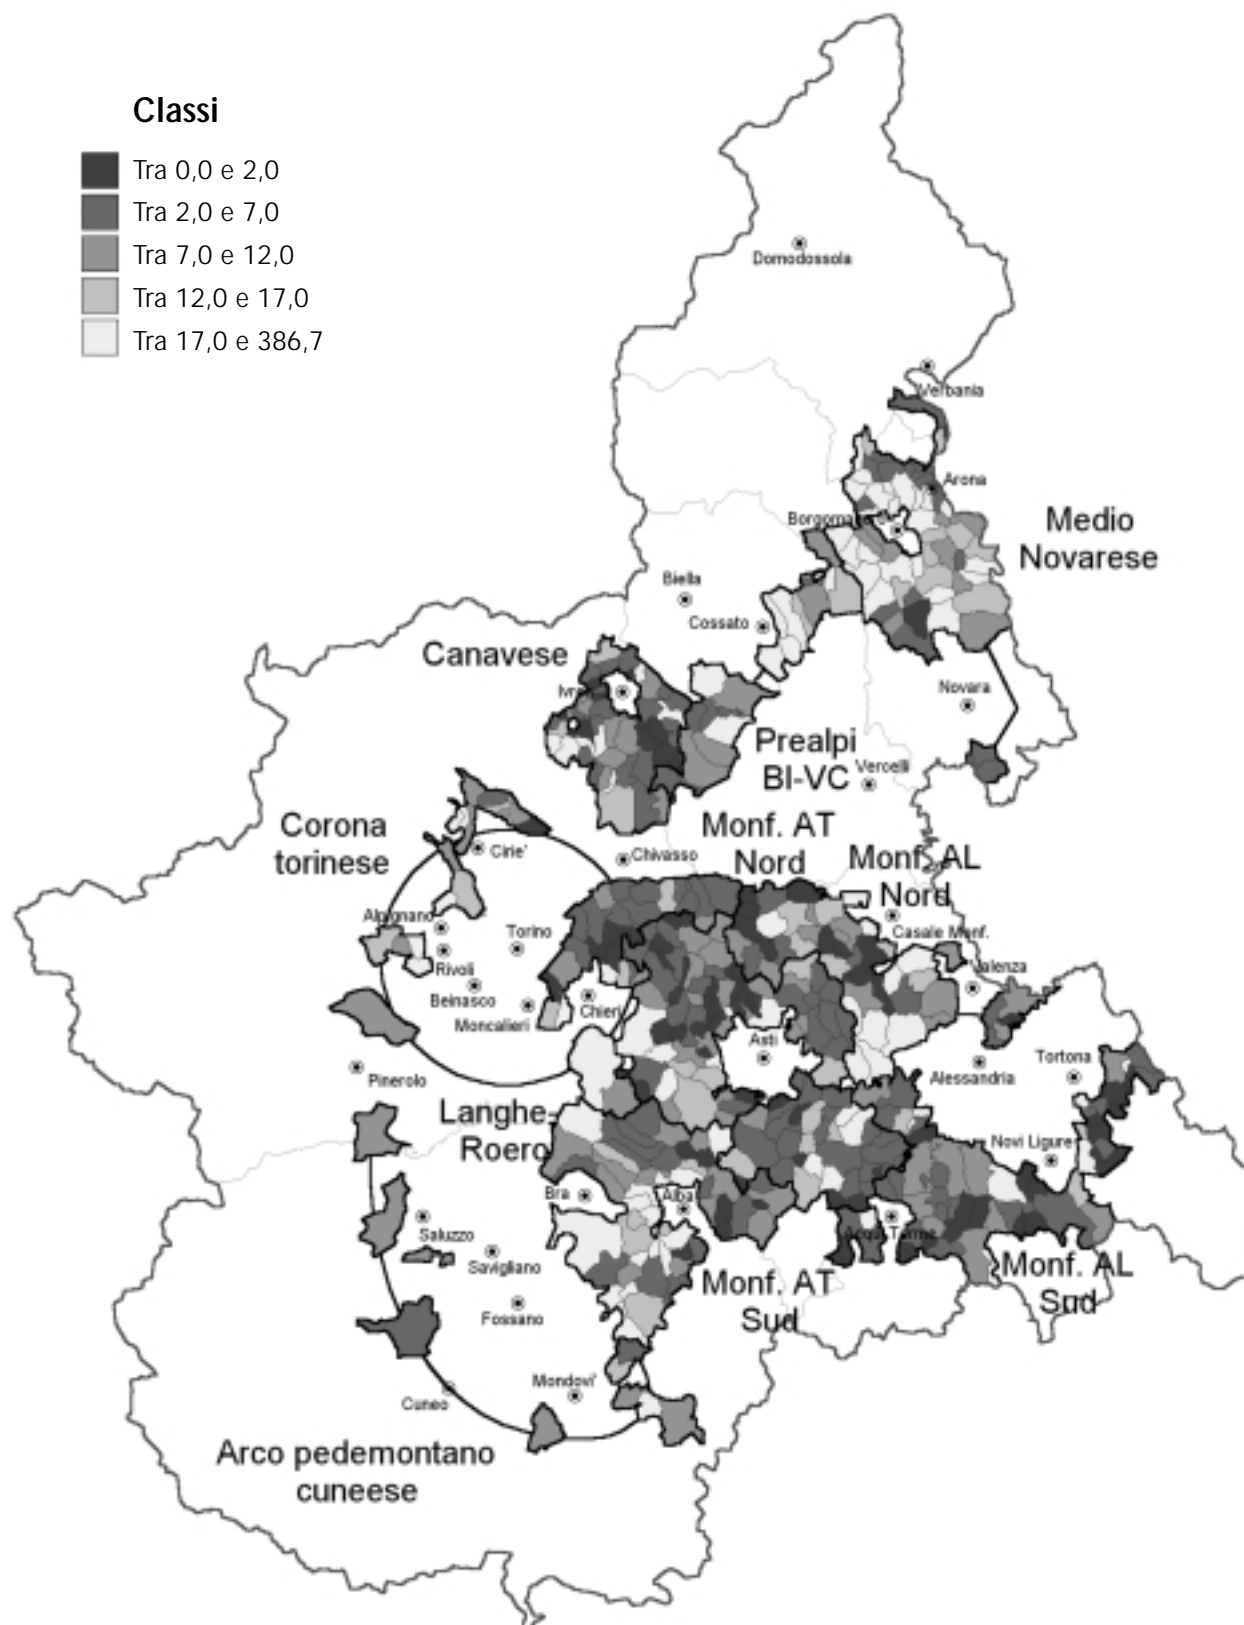 Classi
Tra 0,0 e 2,0
Tra 2,0 e 7,0
Tra 7,0 e 12,0
Tra 12,0 e 17,0
Tra 17,0 e 386,7
Domodossola
Verbania
Arona
Medio
Novarese
Biella
Cossato
Canavese
Novara
Prealpi
BI-VC
Vercelli
Corona
torinese
Cirie'
Chivasso
Monf. AT
Nord
Monf. AL
Nord
Casale Monf.
Alpignano
Torino
Rivoli
Beinasco
Moncalieri
Chieri
Valenza
Asti
Alessandria
Tortona
Pinerolo
Langhe-
Roero
Novi Ligure
Bra
Alba
Acqui Terme
Saluzzo
Savigliano
Fossano
Monf. AT
Sud
Monf. AL
Sud
Mondovi'
Cuneo
Arco pedemontano
cuneese